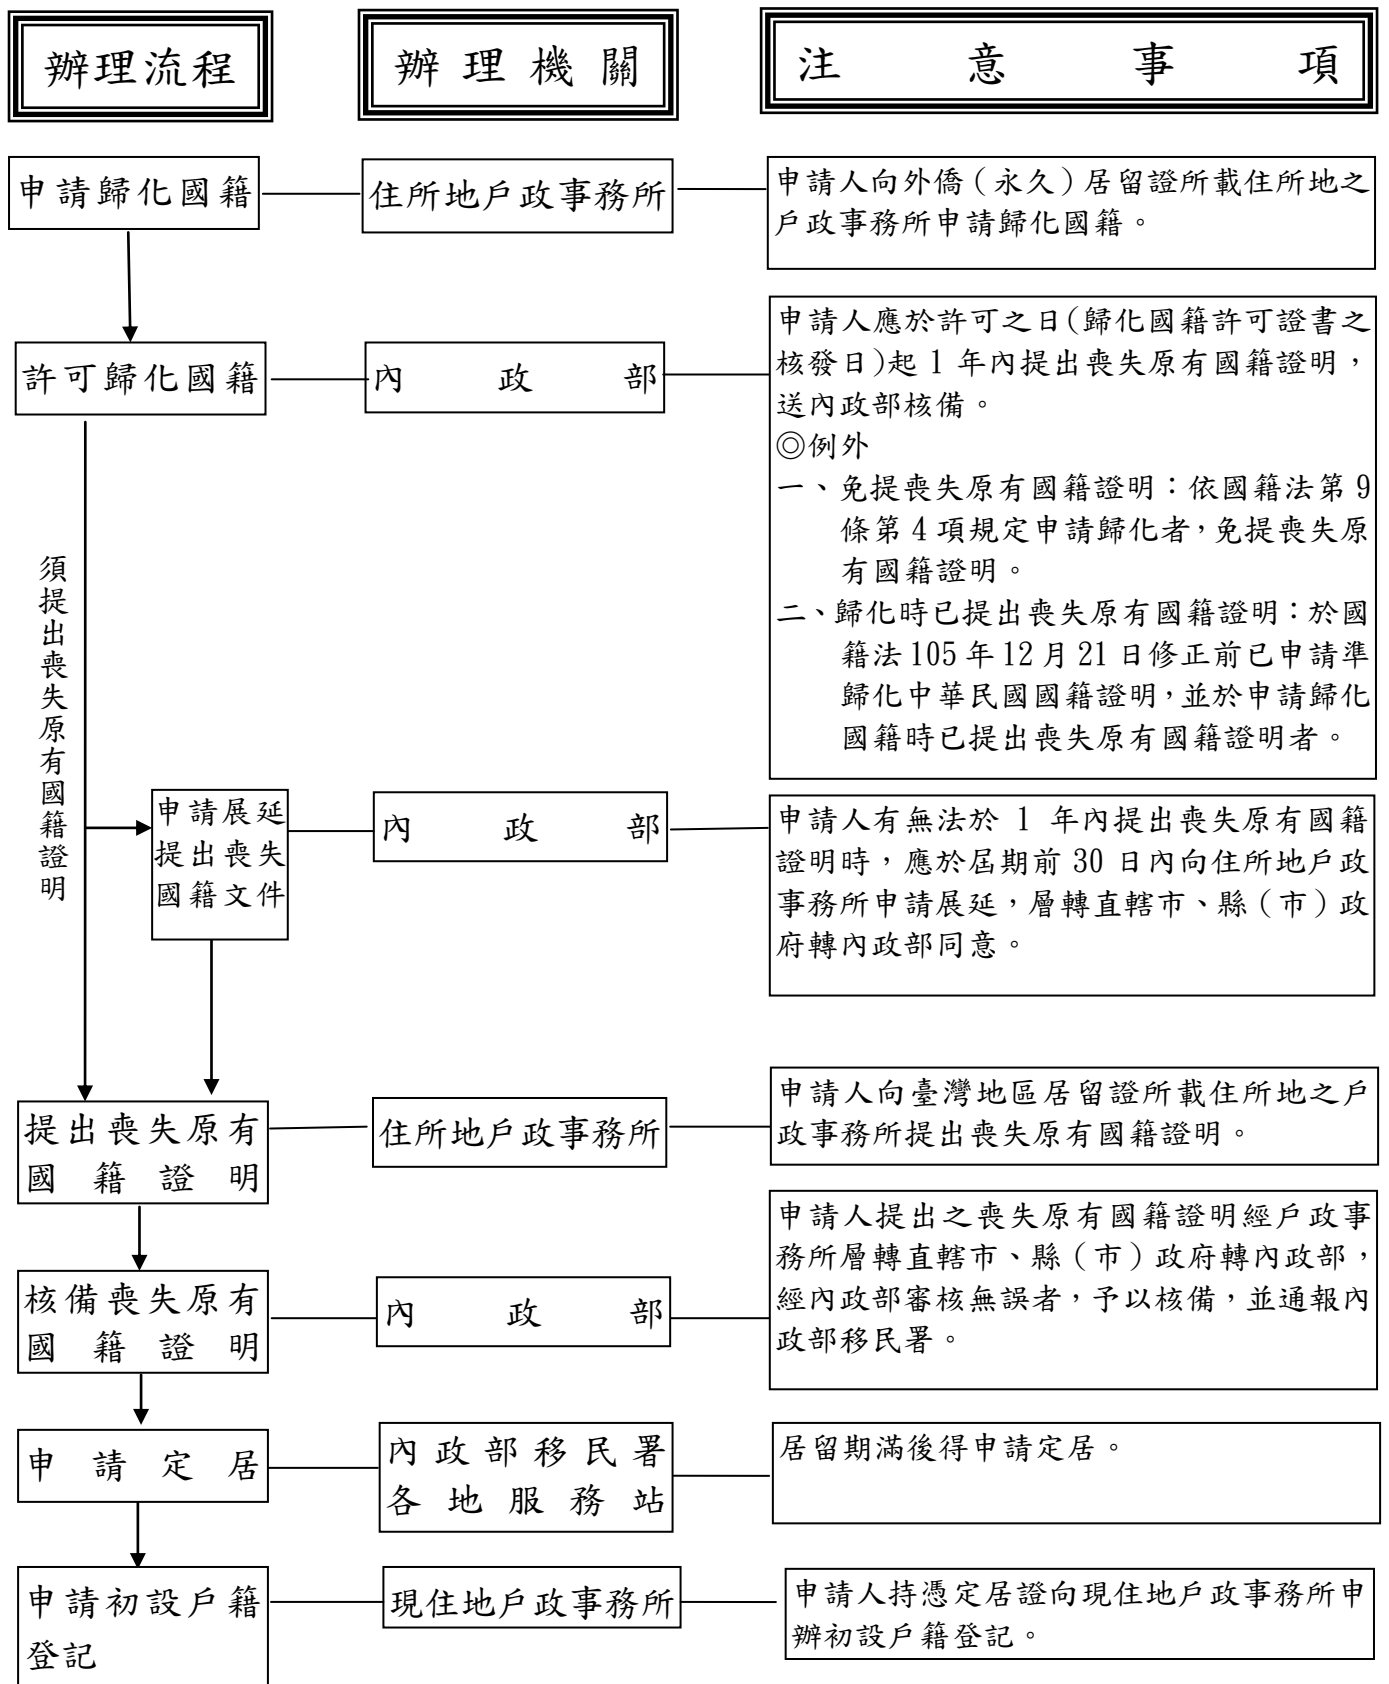 辦理流程
辦理機關
注意事項
申請歸化國籍
住所地戶政事務所
申請人向外僑（永久）居留證所載住所地之
戶政事務所申請歸化國籍。
許可歸化國籍
內政部
申請人應於許可之日(歸化國籍許可證書之
核發日)起 1 年內提出喪失原有國籍證明，
送內政部核備。
◎例外
一、免提喪失原有國籍證明：依國籍法第 9
條第 4 項規定申請歸化者，免提喪失原
有國籍證明。
二、歸化時已提出喪失原有國籍證明：於國
籍法 105 年 12 月 21 日修正前已申請準
歸化中華民國國籍證明，並於申請歸化
國籍時已提出喪失原有國籍證明者。
須提出喪失原有國籍證明
申請展延
提出喪失
國籍文件
內政部
申請人有無法於 1 年內提出喪失原有國籍
證明時，應於屆期前 30 日內向住所地戶政
事務所申請展延，層轉直轄市、縣（市）政
府轉內政部同意。
提出喪失原有
國籍證明
住所地戶政事務所
申請人向臺灣地區居留證所載住所地之戶
政事務所提出喪失原有國籍證明。
核備喪失原有
國籍證明
內政部
申請人提出之喪失原有國籍證明經戶政事
務所層轉直轄市、縣（市）政府轉內政部，
經內政部審核無誤者，予以核備，並通報內
政部移民署。
申請定居
內政部移民署
各地服務站
居留期滿後得申請定居。
申請初設戶籍
登記
現住地戶政事務所
申請人持憑定居證向現住地戶政事務所申
辦初設戶籍登記。